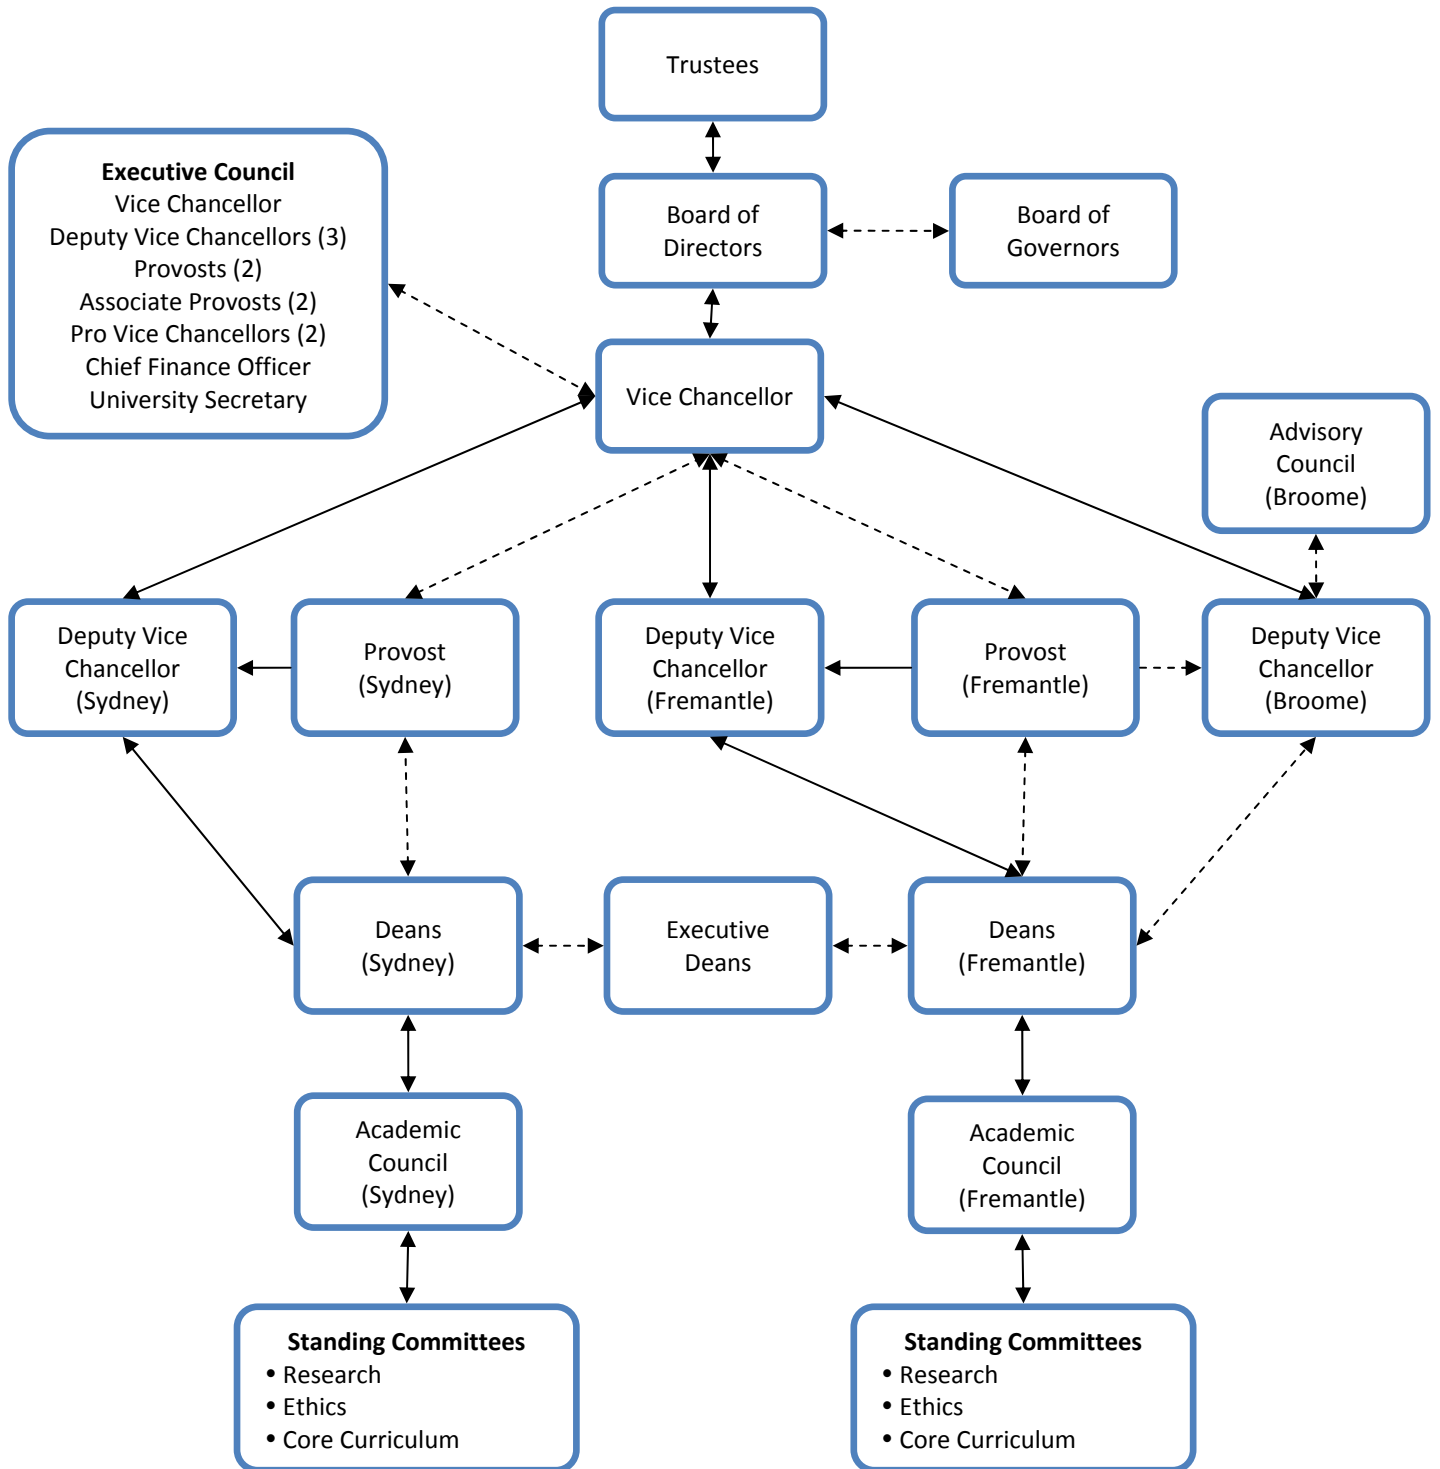 Trustees
Executive Council
Vice Chancellor
Deputy Vice Chancellors (3)
Provosts (2)
Associate Provosts (2)
Pro Vice Chancellors (2)
Chief Finance Officer
University Secretary
Board of
Directors
Board of
Governors
Vice Chancellor
Advisory
Council
(Broome)
Deputy Vice
Chancellor
(Sydney)
Provost
(Sydney)
Deputy Vice
Chancellor
(Fremantle)
Provost
(Fremantle)
Deputy Vice
Chancellor
(Broome)
Deans
(Sydney)
Executive
Deans
Deans
(Fremantle)
Academic
Council
(Sydney)
Academic
Council
(Fremantle)
Standing Committees
• Research
• Ethics
• Core Curriculum
Standing Committees
• Research
• Ethics
• Core Curriculum